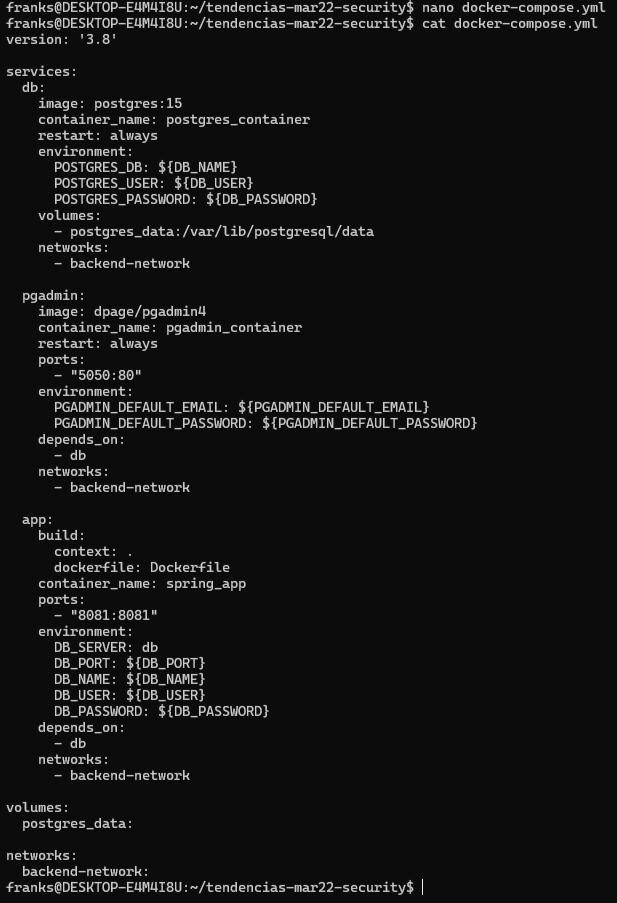 franks@DESKTOP-E4M4I8U:~/tendencias-mar22-security$ nano docker-compose.yml
franks@DESKTOP-E4M4I8U:~/tendencias-mar22-security$ cat docker-compose.yml
version: '3.8'

services:
  db:
    image: postgres:15
    container_name: postgres_container
    restart: always
    environment:
      POSTGRES_DB: ${DB_NAME}
      POSTGRES_USER: ${DB_USER}
      POSTGRES_PASSWORD: ${DB_PASSWORD}
    volumes:
      - postgres_data:/var/lib/postgresql/data
    networks:
      - backend-network

  pgadmin:
    image: dpage/pgadmin4
    container_name: pgadmin_container
    restart: always
    ports:
      - "5050:80"
    environment:
      PGADMIN_DEFAULT_EMAIL: ${PGADMIN_DEFAULT_EMAIL}
      PGADMIN_DEFAULT_PASSWORD: ${PGADMIN_DEFAULT_PASSWORD}
    depends_on:
      - db
    networks:
      - backend-network

  app:
    build:
      context: .
      dockerfile: Dockerfile
    container_name: spring_app
    ports:
      - "8081:8081"
    environment:
      DB_SERVER: db
      DB_PORT: ${DB_PORT}
      DB_NAME: ${DB_NAME}
      DB_USER: ${DB_USER}
      DB_PASSWORD: ${DB_PASSWORD}
    depends_on:
      - db
    networks:
      - backend-network

volumes:
  postgres_data:

networks:
  backend-network:
franks@DESKTOP-E4M4I8U:~/tendencias-mar22-security$